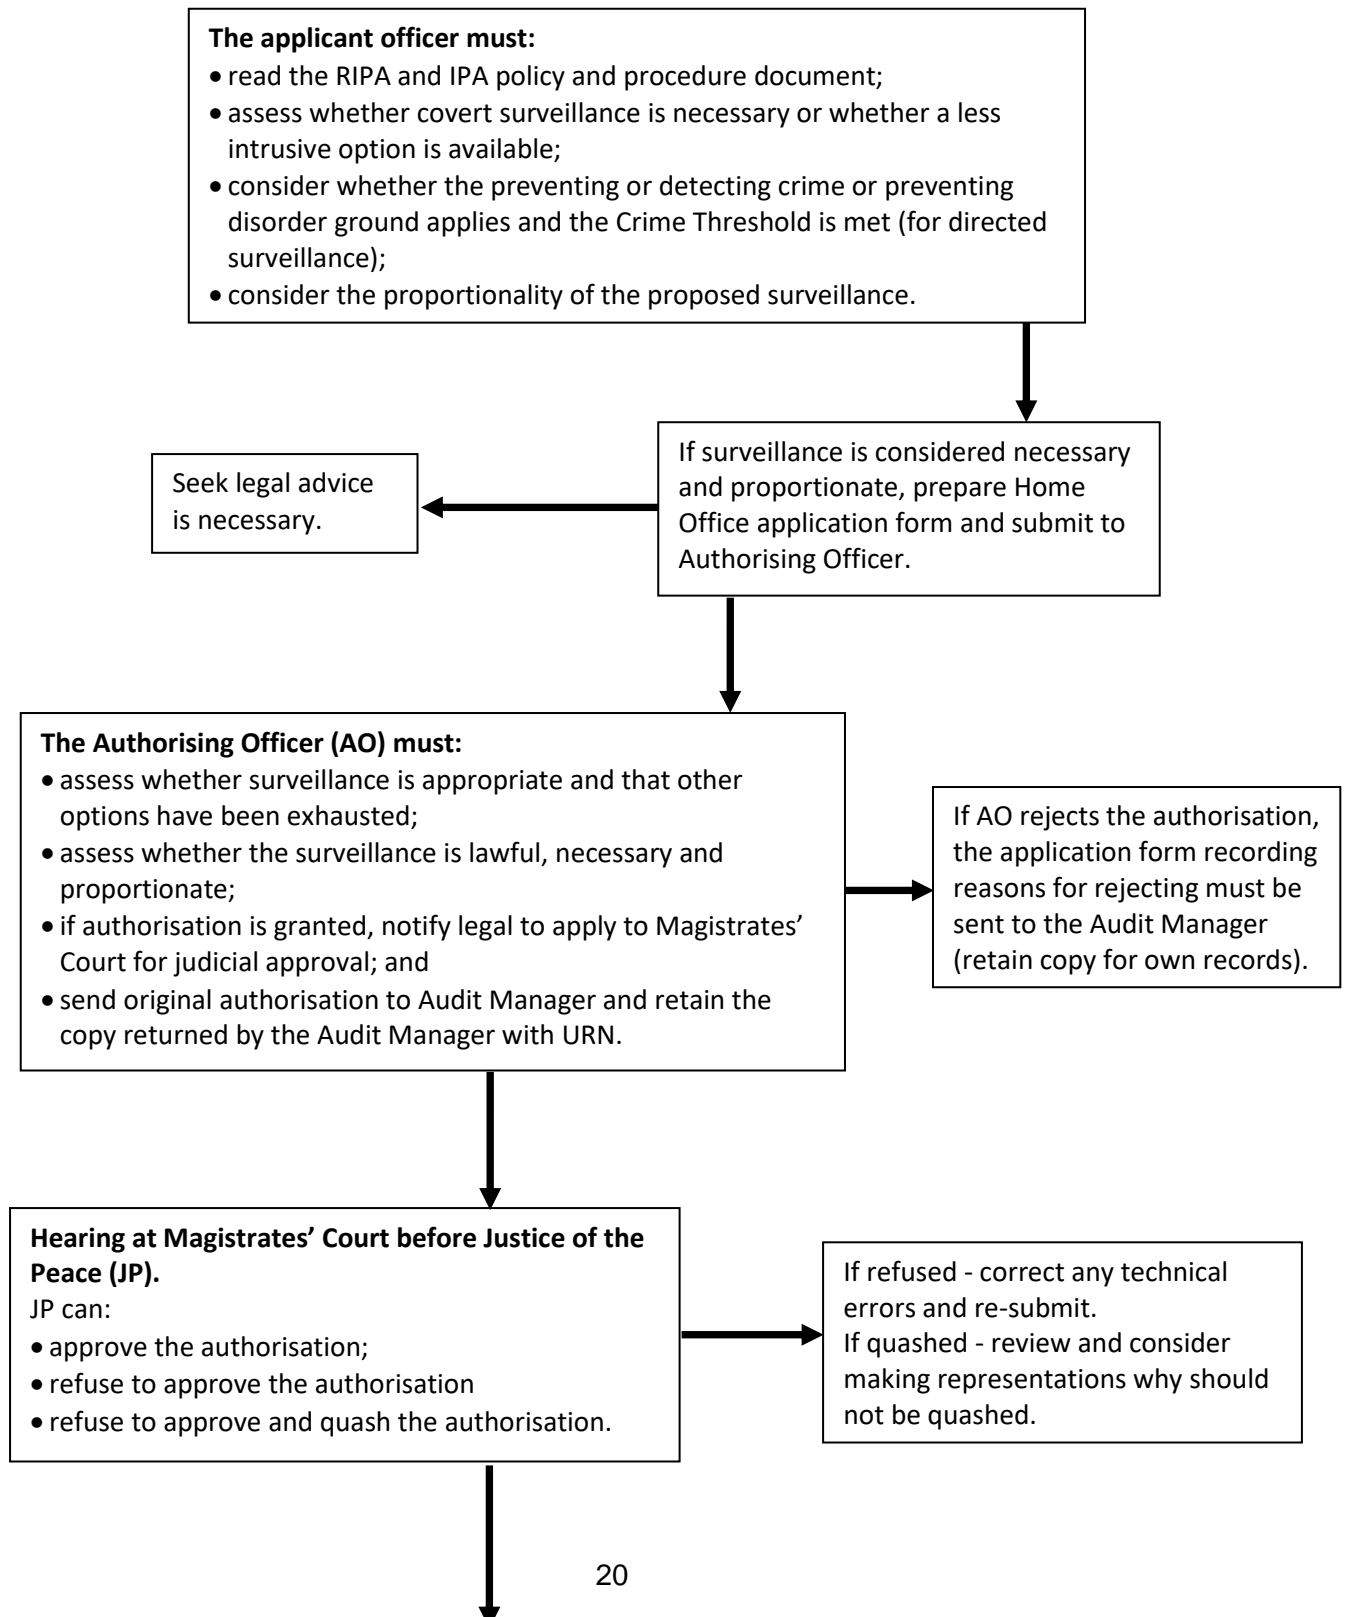 The applicant officer must:
• read the RIPA and IPA policy and procedure document;
• assess whether covert surveillance is necessary or whether a less
intrusive option is available;
• consider whether the preventing or detecting crime or preventing
disorder ground applies and the Crime Threshold is met (for directed
surveillance);
• consider the proportionality of the proposed surveillance.
If surveillance is considered necessary
and proportionate, prepare Home
Office application form and submit to
Authorising Officer.
Seek legal advice
is necessary.
The Authorising Officer (AO) must:
• assess whether surveillance is appropriate and that other
options have been exhausted;
• assess whether the surveillance is lawful, necessary and
proportionate;
• if authorisation is granted, notify legal to apply to Magistrates’
Court for judicial approval; and
• send original authorisation to Audit Manager and retain the
copy returned by the Audit Manager with URN.
If AO rejects the authorisation,
the application form recording
reasons for rejecting must be
sent to the Audit Manager
(retain copy for own records).
Hearing at Magistrates’ Court before Justice of the
Peace (JP).
JP can:
• approve the authorisation;
• refuse to approve the authorisation
• refuse to approve and quash the authorisation.
If refused - correct any technical
errors and re-submit.
If quashed - review and consider
making representations why should
not be quashed.
20